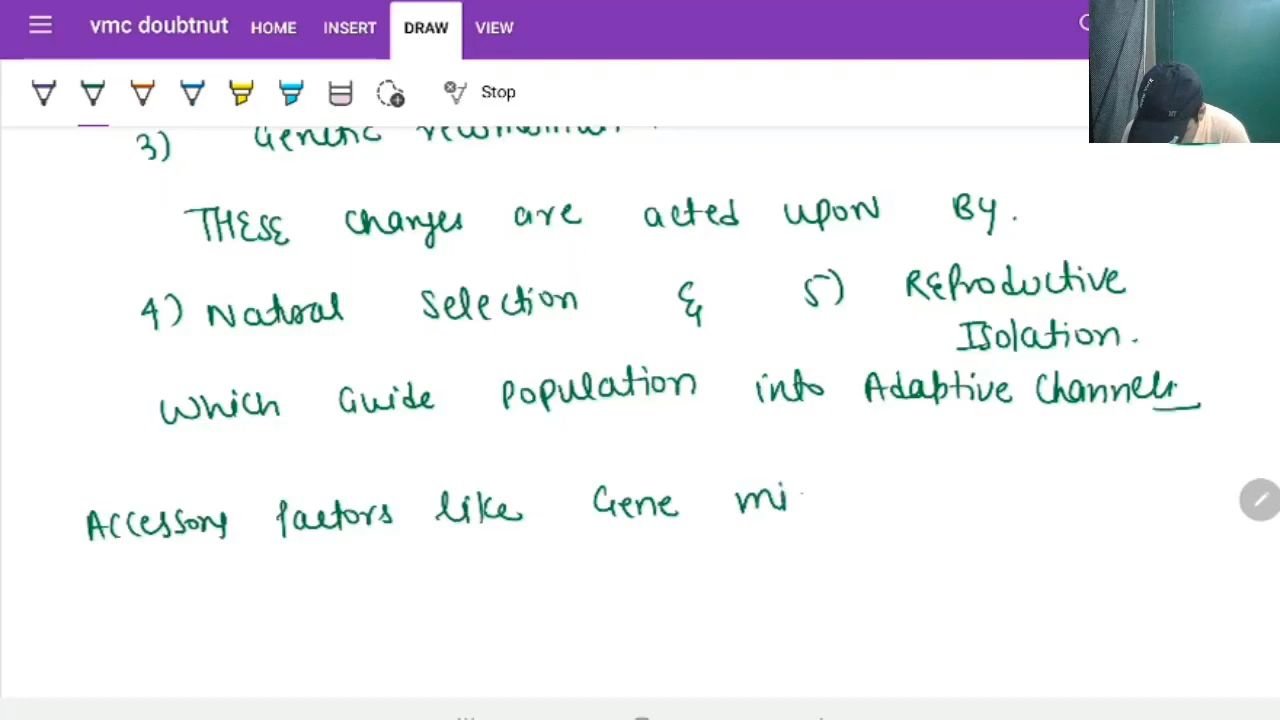 vmc doubtnut HOME INSERT DRAW VIEW
Stop
3) Genetic
THESE changes are acted upon By.
4) Natural Selection & 5) REProductive
Isolation.
Which Guide Population into Adaptive Channels
Accessory factors like Gene mi